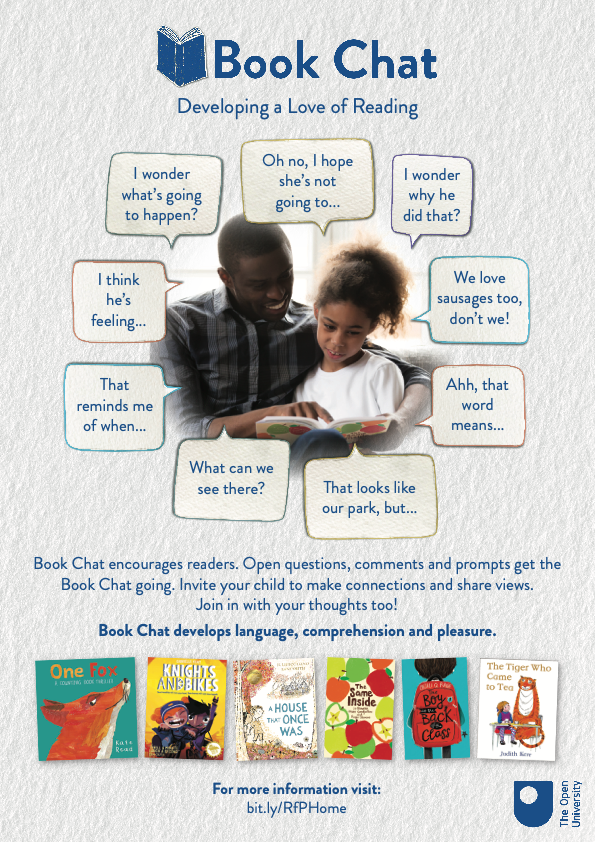 Book Chat
Developing a Love of Reading
I wonder
what's going
to happen?
Oh no, I hope
she's not
going to...
I wonder
why he
did that?
I think
he's
feeling...
We love
sausages too,
don't we!
That
reminds me
of when...
Ahh, that
word
means...
What can we
see there?
That looks like
our park, but...
Book Chat encourages readers. Open questions, comments and prompts get the
Book Chat going. Invite your child to make connections and share views.
Join in with your thoughts too!
Book Chat develops language, comprehension and pleasure.
One Fox
A COUNTING BOOK THRILLER
Kate
Read
KNIGHTS
AND BIKES
A HOUSE
THAT ONCE
WAS
The
Same
Inside
The Boy
at the
Back
of the
Class
The Tiger Who
Came
to Tea
Judith Kerr
For more information visit:
bit.ly/RfPHome
The Open
University